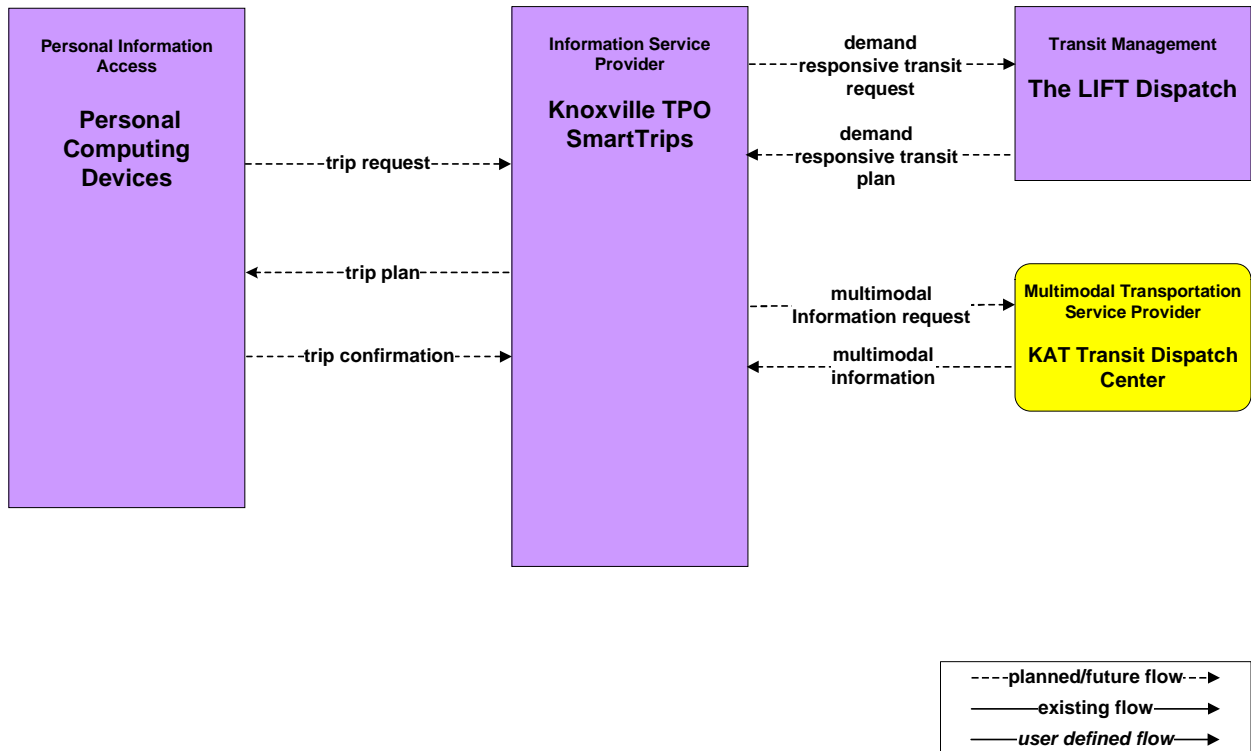 Personal Information
Access
Personal
Computing
Devices
trip request
trip plan
trip confirmation
Information Service
Provider
Knoxville TPO
SmartTrips
demand
responsive transit
request
demand
responsive transit
plan
multimodal
Information request
multimodal
information
Transit Management
The LIFT Dispatch
Multimodal Transportation
Service Provider
KAT Transit Dispatch
Center
planned/future flow
existing flow
user defined flow